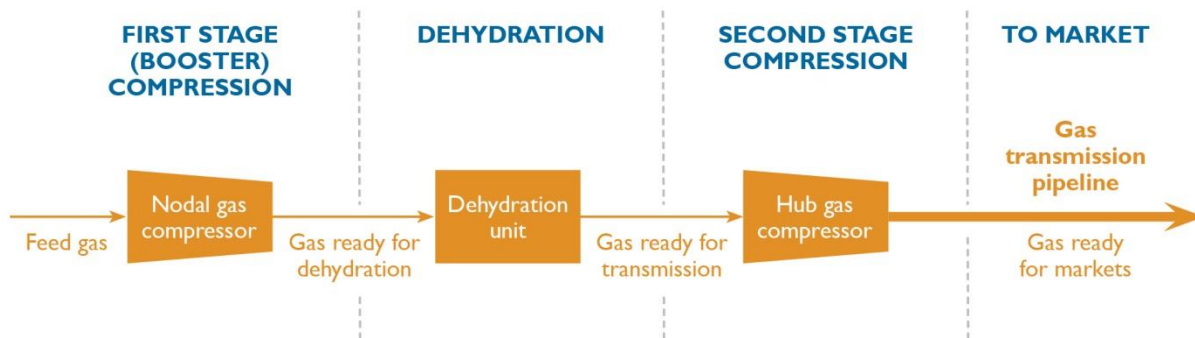 FIRST STAGE
(BOOSTER)
COMPRESSION
DEHYDRATION
SECOND STAGE
COMPRESSION
TO MARKET
Gas
transmission
pipeline
Nodal gas
compressor
Dehydration
unit
Hub gas
compressor
Feed gas
Gas ready for
dehydration
Gas ready for
transmission
Gas ready
for markets